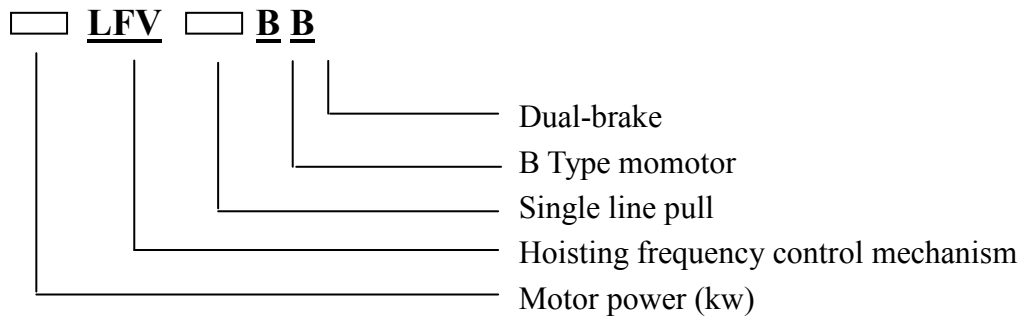 LFV B B
Dual-brake
B Type momotor
Single line pull
Hoisting frequency control mechanism
Motor power (kw)